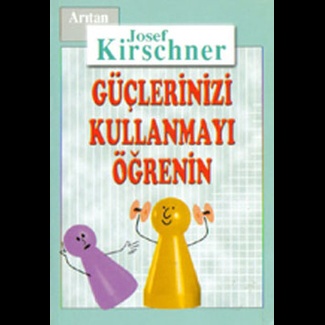 Arıtan
Josef
Kirschner
GÜÇLERİNİZİ
KULLANMAYI
ÖĞRENİN